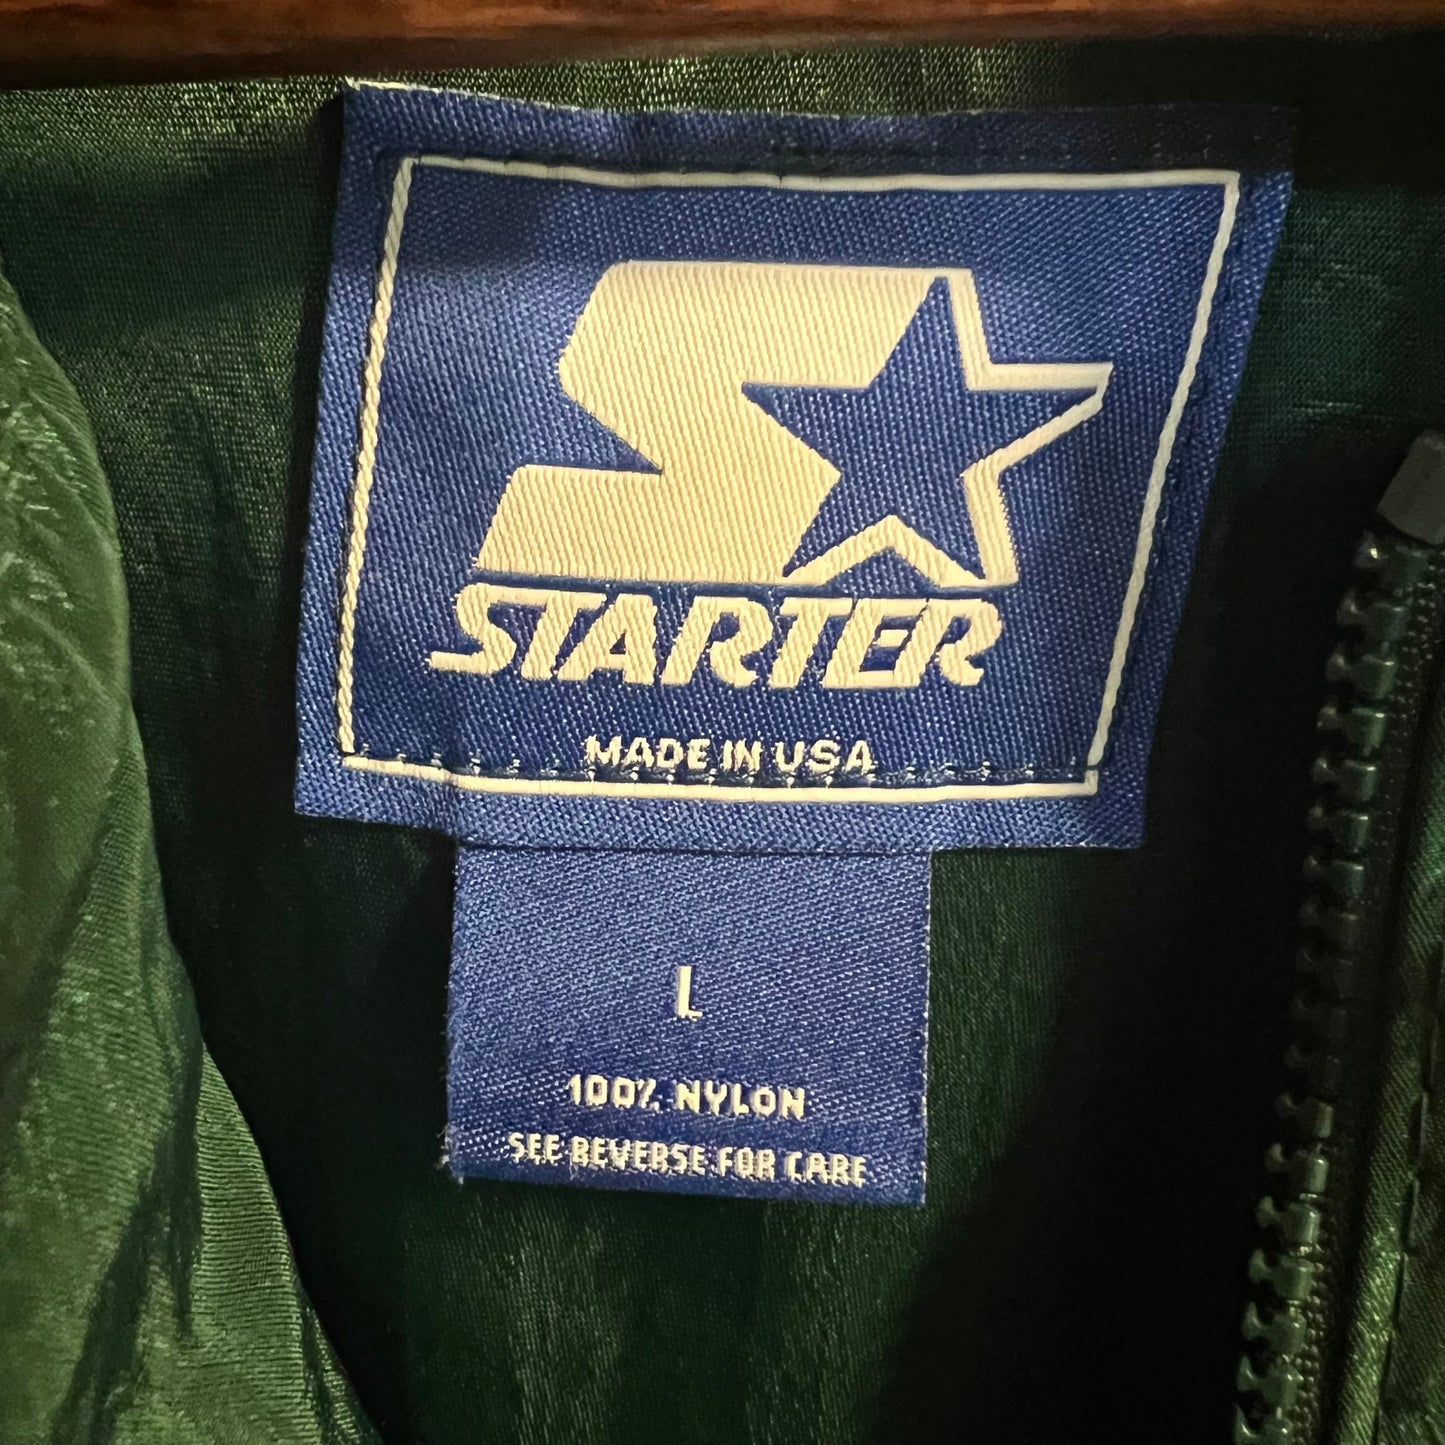 STARTER
MADE IN USA
L
100% NYLON
SEE REVERSE FOR CARE